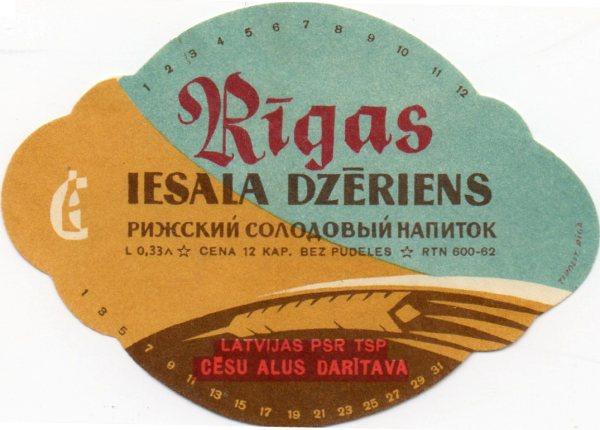 1 2 3 4 5 6 7 8 9 10 11 12
Rīgas
IESALA DZĒRIENS
РИЖСКИЙ СОЛОДОВЫЙ НАПИТОК
L 0,33 л ☆ CENA 12 KAP. BEZ PUDELES ☆ RTN 600-62
LATVIJAS PSR TSP
CĒSU ALUS DARĪTAVA
1 3 5 7 9 11 13 15 17 19 21 23 25 27 29 31